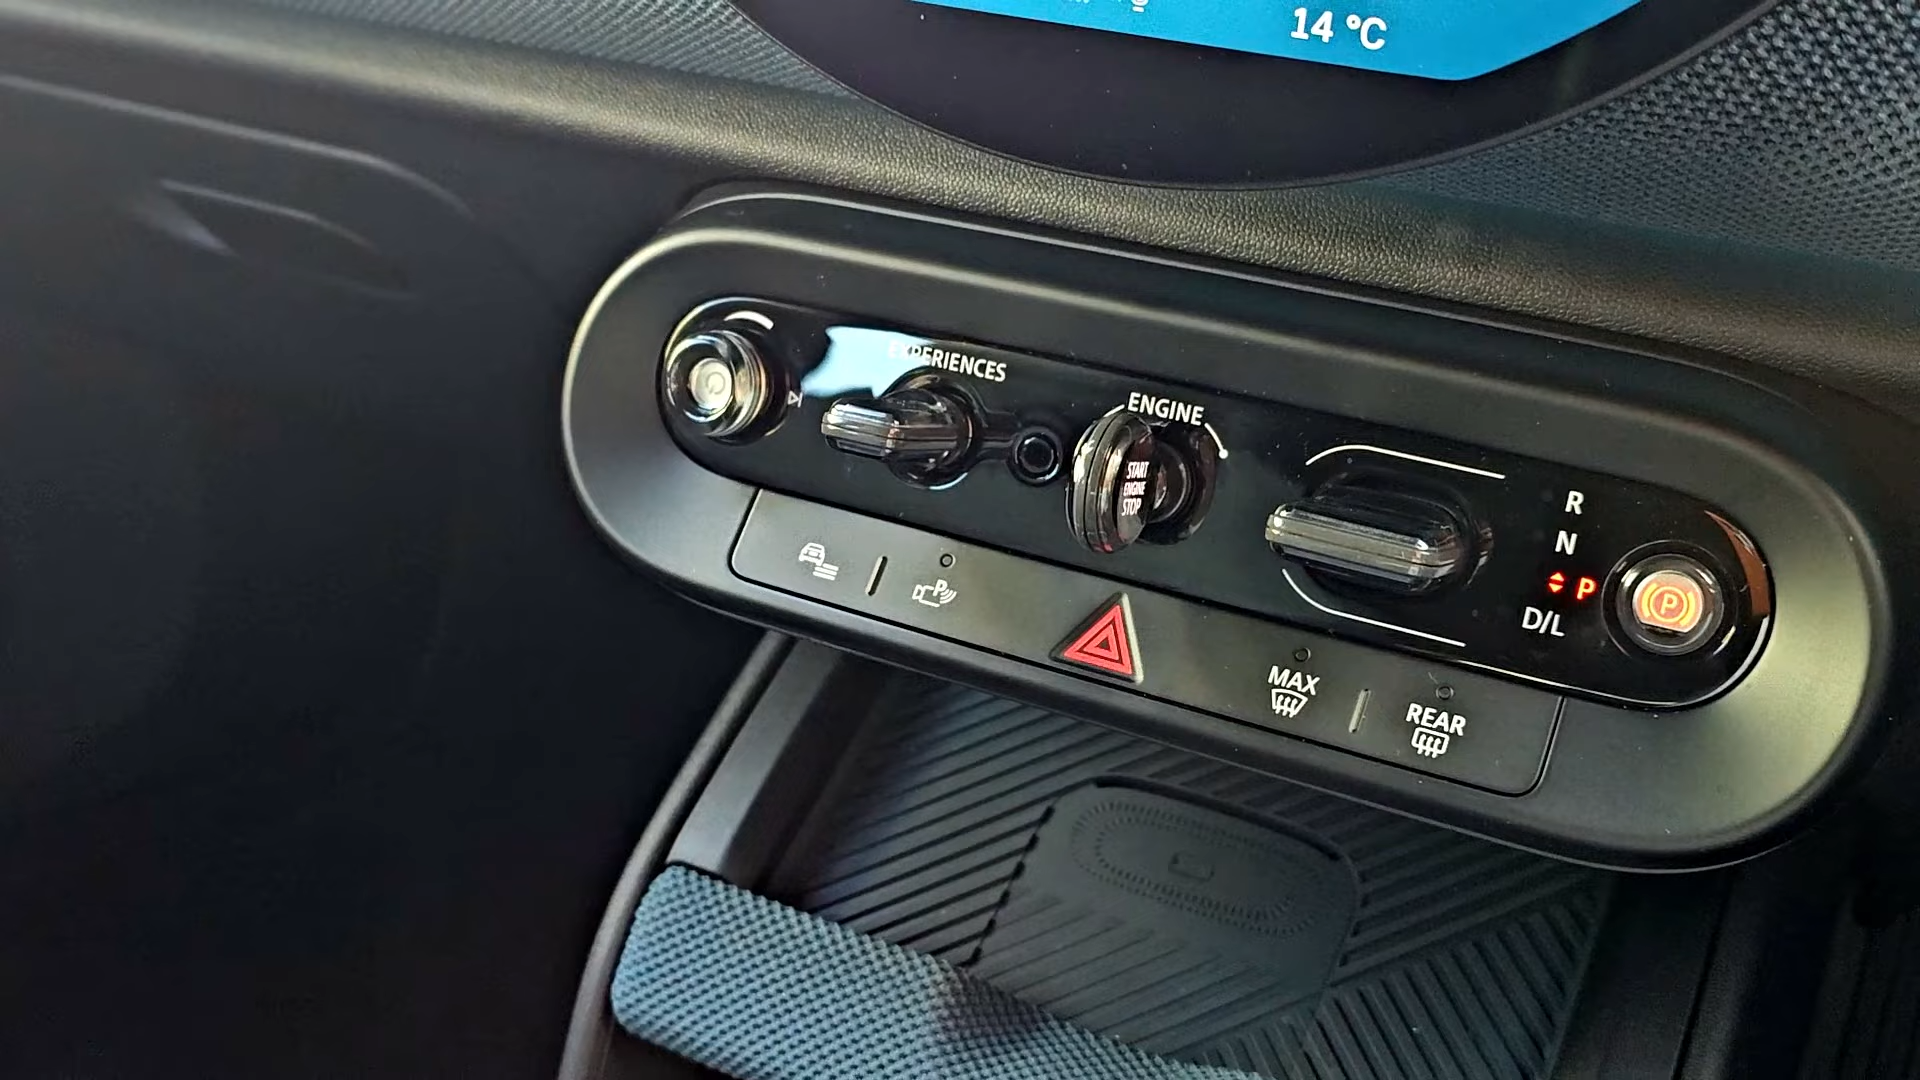 14 °C
EXPERIENCES
ENGINE
START
ENGINE
STOP
R
N
P
D/L
P
P
MAX
REAR